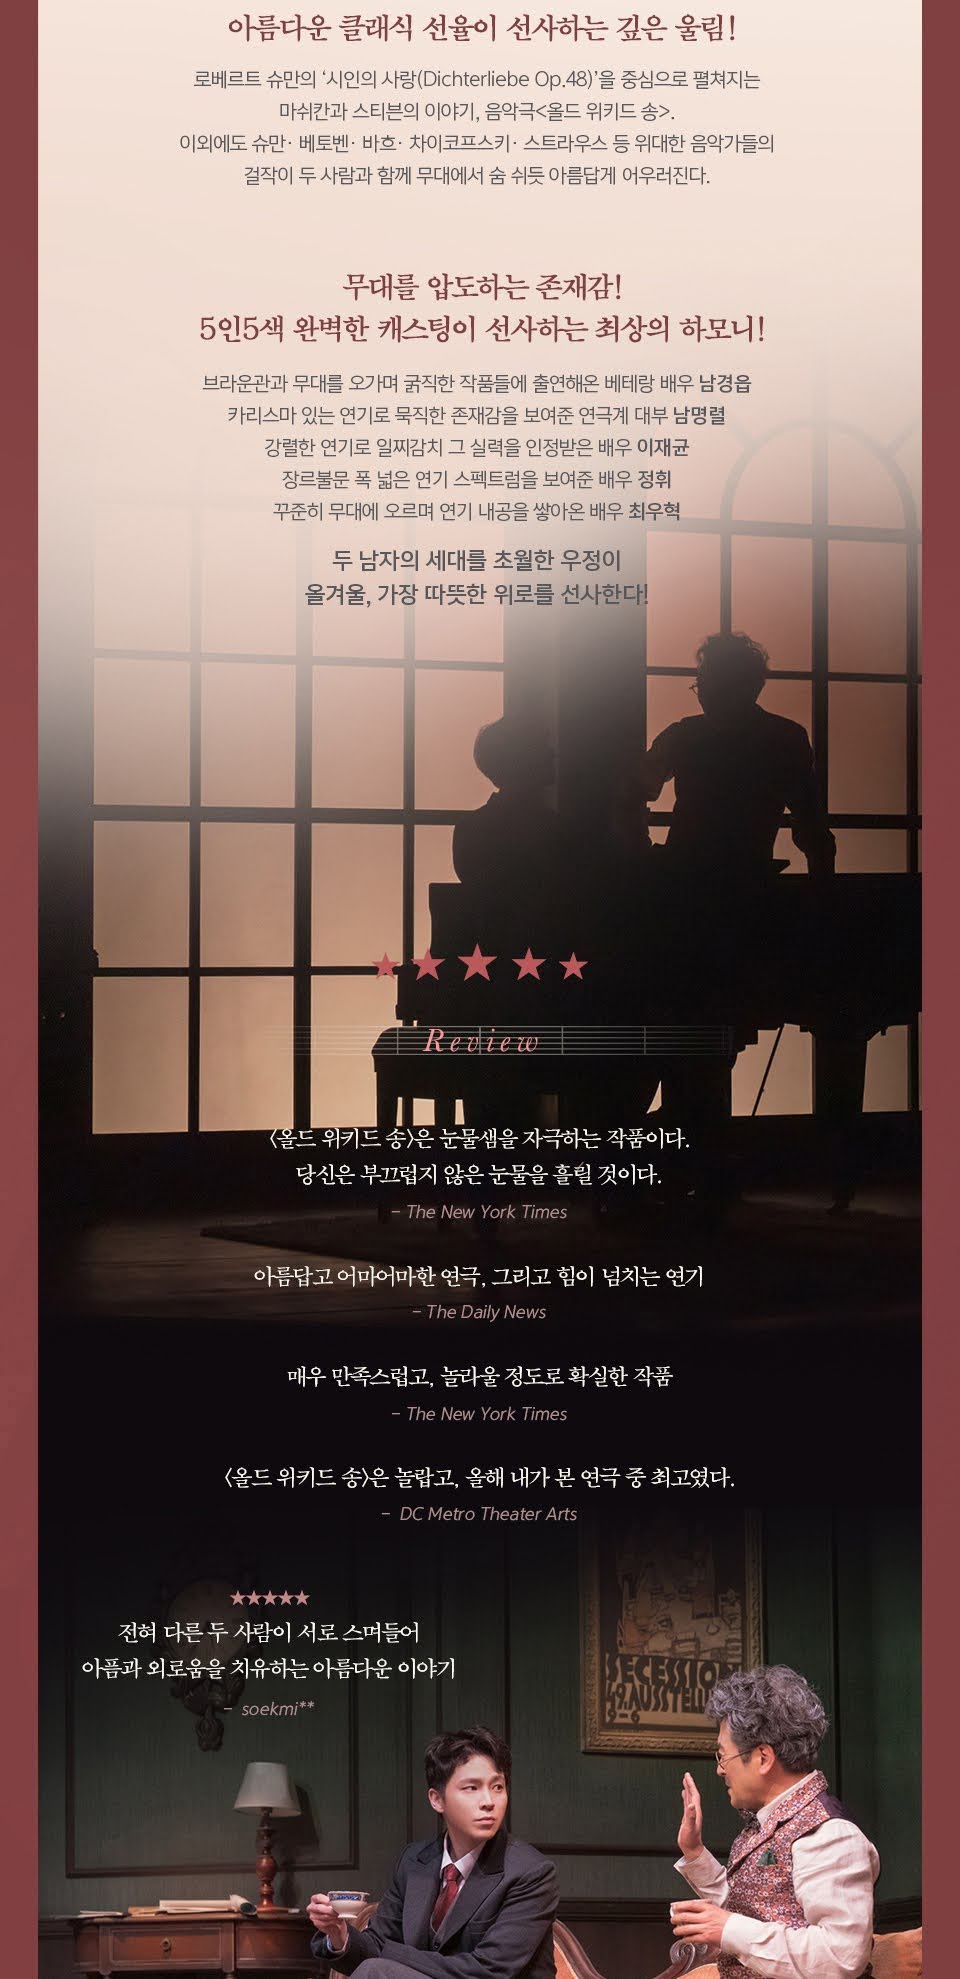 아름다운 클래식 선율이 선사하는 깊은 울림!
로베르트 슈만의 ‘시인의 사랑(Dichterliebe Op.48)’을 중심으로 펼쳐지는
마쉬칸과 스티븐의 이야기, 음악극<올드 위키드 송>.
이외에도 슈만· 베토벤· 바흐· 차이코프스키· 스트라우스 등 위대한 음악가들의
걸작이 두 사람과 함께 무대에서 숨 쉬듯 아름답게 어우러진다.
무대를 압도하는 존재감!
5인5색 완벽한 캐스팅이 선사하는 최상의 하모니!
브라운관과 무대를 오가며 굵직한 작품들에 출연해온 베테랑 배우 남경읍
카리스마 있는 연기로 묵직한 존재감을 보여준 연극계 대부 남명렬
강렬한 연기로 일찌감치 그 실력을 인정받은 배우 이재균
장르불문 폭 넓은 연기 스펙트럼을 보여준 배우 정휘
꾸준히 무대에 오르며 연기 내공을 쌓아온 배우 최우혁
두 남자의 세대를 초월한 우정이
올겨울, 가장 따뜻한 위로를 선사한다!
★★★★★
Review
<올드 위키드 송>은 눈물샘을 자극하는 작품이다.
당신은 부끄럽지 않은 눈물을 흘릴 것이다.
– The New York Times
아름답고 어마어마한 연극, 그리고 힘이 넘치는 연기
– The Daily News
매우 만족스럽고, 놀라울 정도로 확실한 작품
– The New York Times
<올드 위키드 송>은 놀랍고, 올해 내가 본 연극 중 최고였다.
– DC Metro Theater Arts
★★★★★
전혀 다른 두 사람이 서로 스며들어
아픔과 외로움을 치유하는 아름다운 이야기
– soekmi**
SECESSION
49.AUSSTELLU
9–6